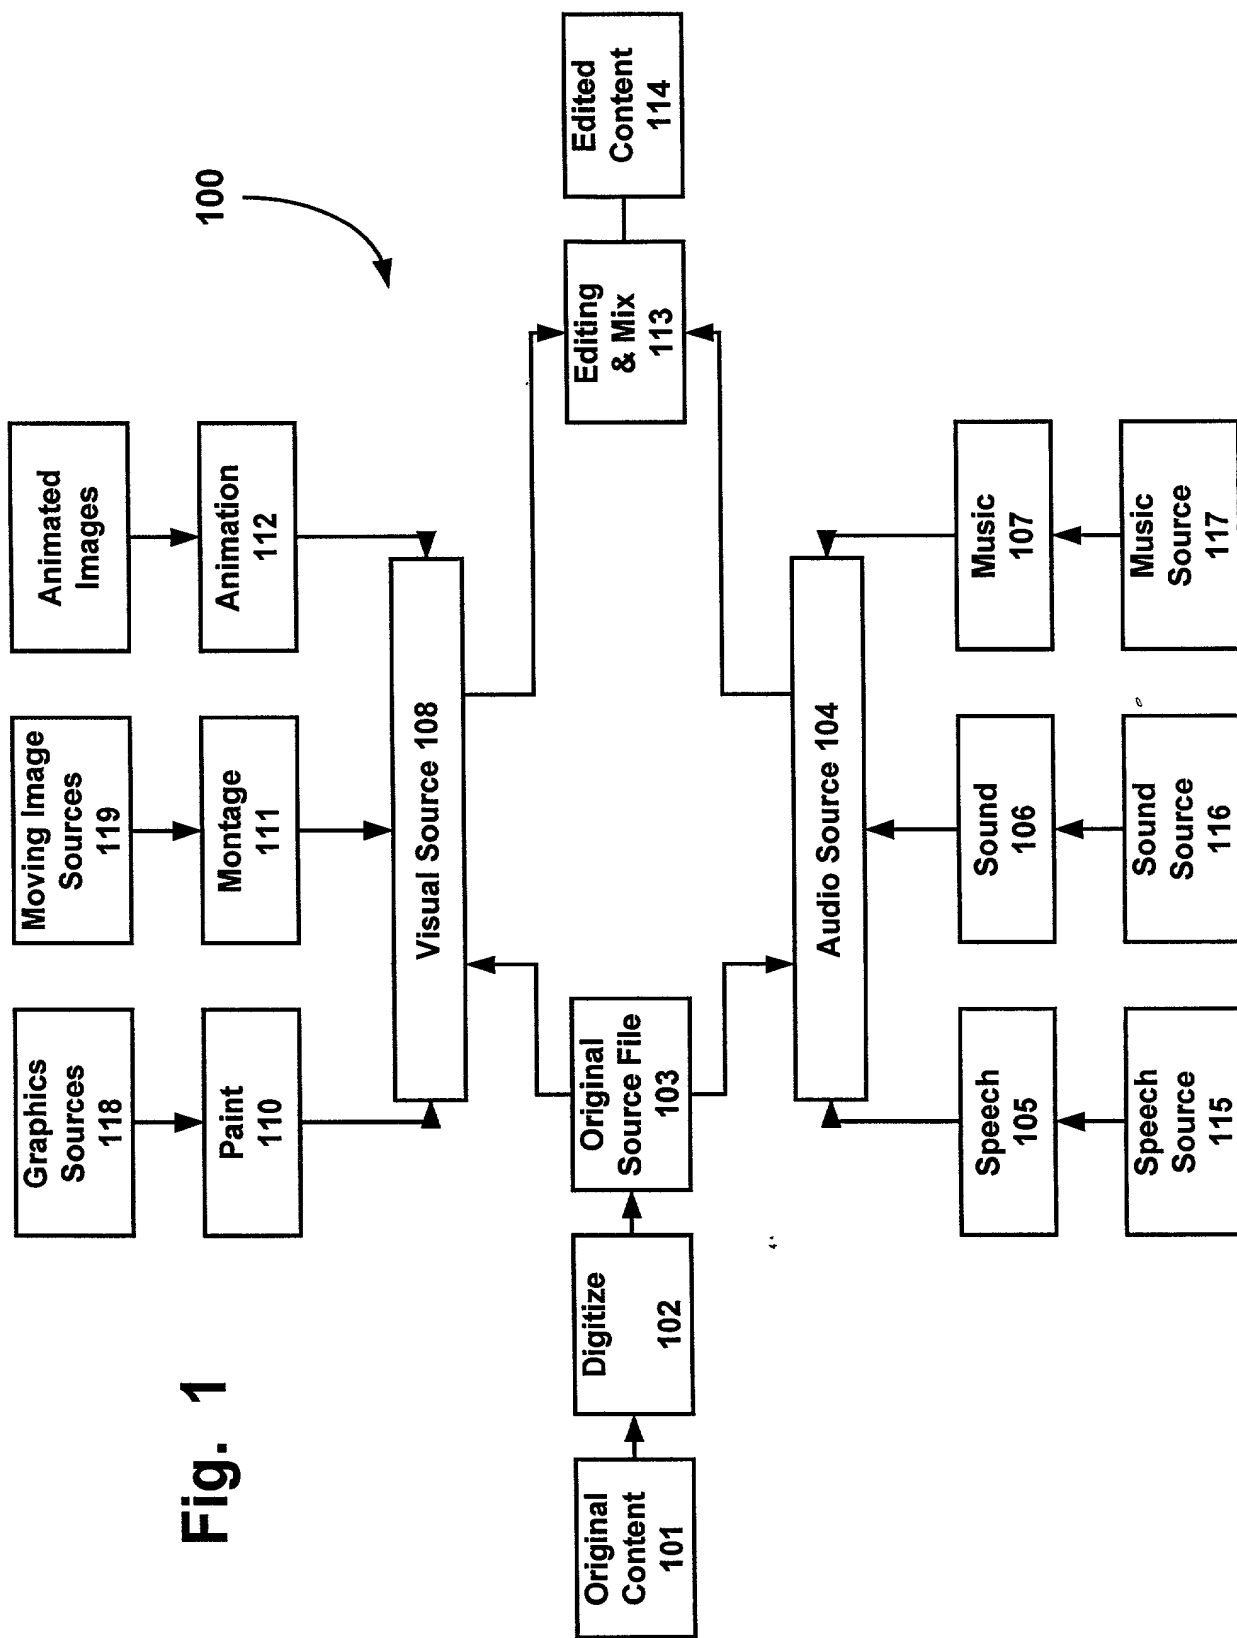 Fig. 1
100
Graphics
Sources
118
Moving Image
Sources
119
Animated
Images
Paint
110
Montage
111
Animation
112
Visual Source 108
Original
Content
101
Digitize
102
Original
Source File
103
Editing
& Mix
113
Edited
Content
114
Audio Source 104
Speech
105
Sound
106
Music
107
Speech
Source
115
Sound
Source
116
Music
Source
117